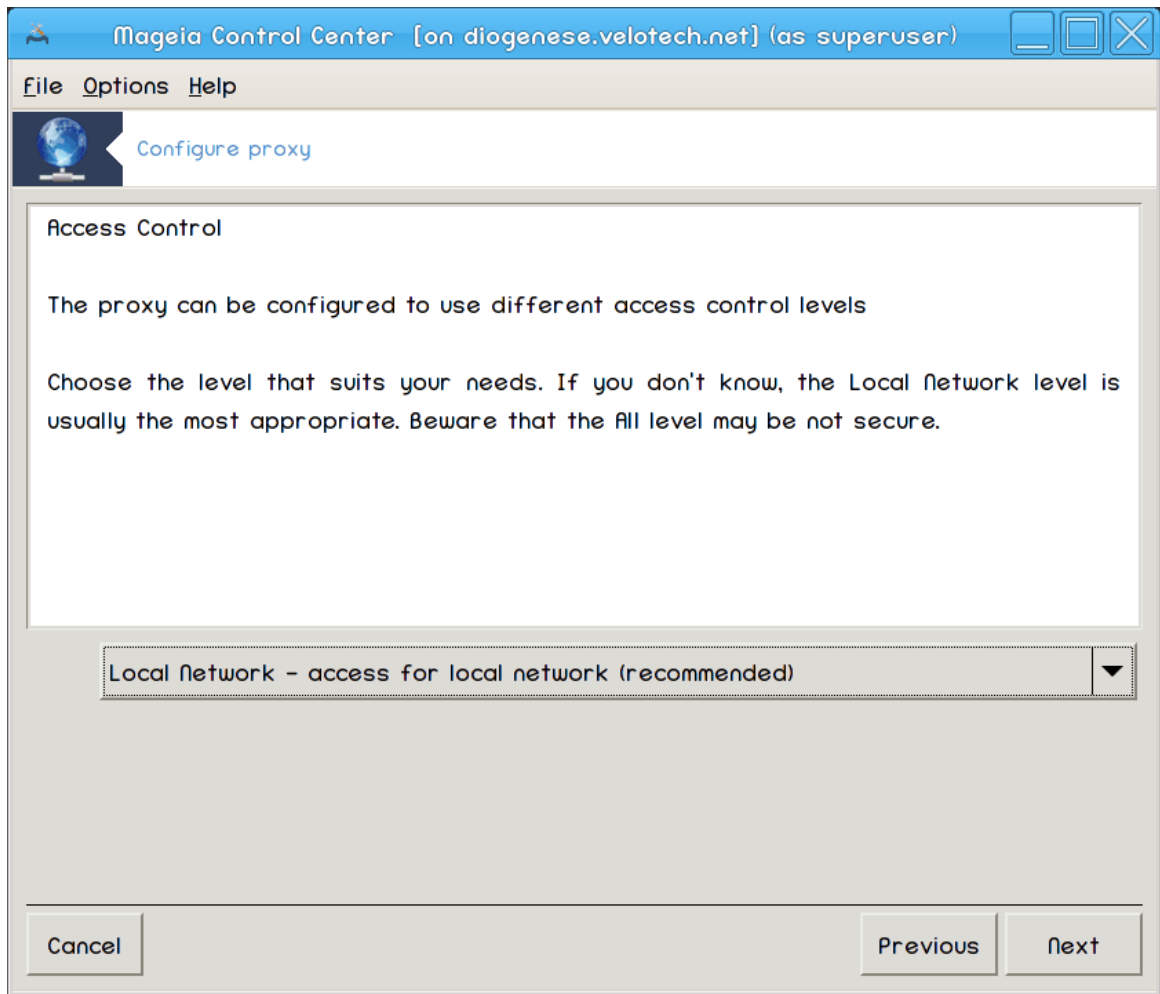 Mageia Control Center [on diogenese.velotech.net] (as superuser)
File Options Help
Configure proxy
Access Control
The proxy can be configured to use different access control levels
Choose the level that suits your needs. If you don't know, the Local Network level is
usually the most appropriate. Beware that the All level may be not secure.
Local Network - access for local network (recommended)
Cancel Previous Next